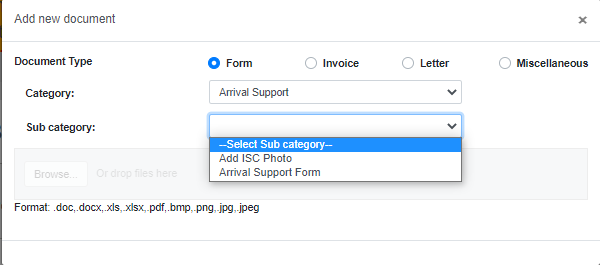 Add new document ×
Document Type Form Invoice Letter Miscellaneous
Category: Arrival Support
Sub category:
--Select Sub category--
Add ISC Photo
Arrival Support Form
Browse... Or drop files here
Format: .doc,.docx,.xls,.xlsx,.pdf,.bmp,.png,.jpg,.jpeg